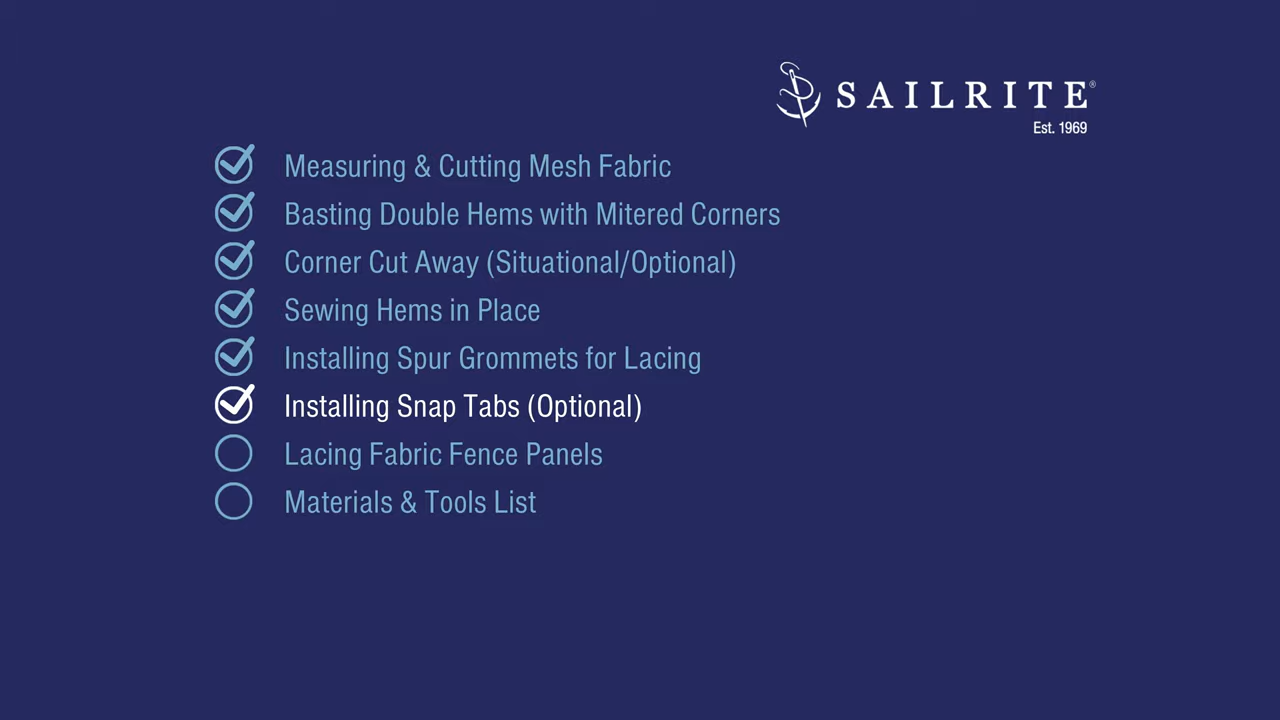 SAILRITE®
Est. 1969
Measuring & Cutting Mesh Fabric
Basting Double Hems with Mitered Corners
Corner Cut Away (Situational/Optional)
Sewing Hems in Place
Installing Spur Grommets for Lacing
Installing Snap Tabs (Optional)
Lacing Fabric Fence Panels
Materials & Tools List